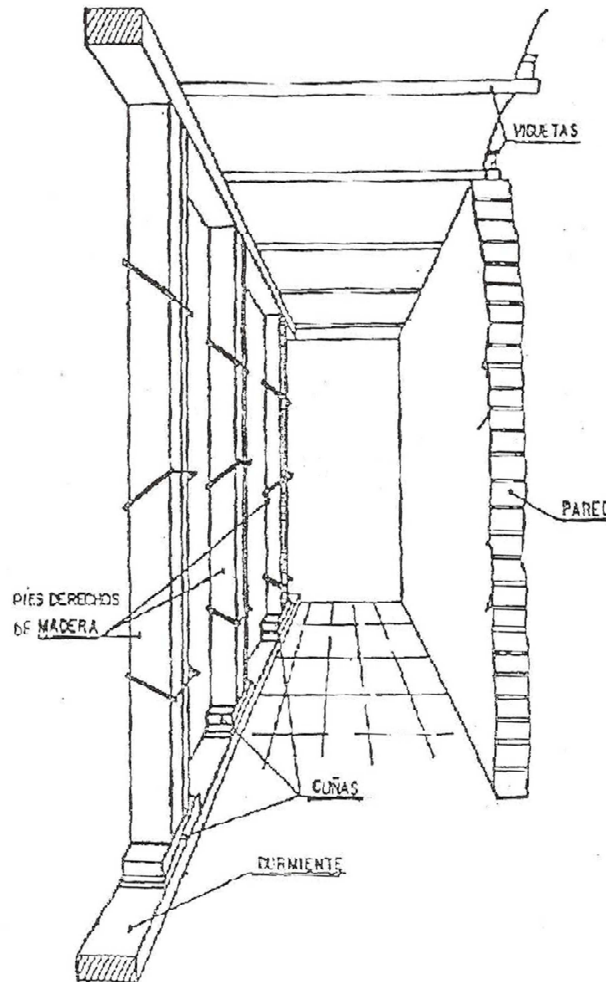 VIGUETAS
PARED
PIES DERECHOS
DE MADERA
CUÑAS
DURMIENTE